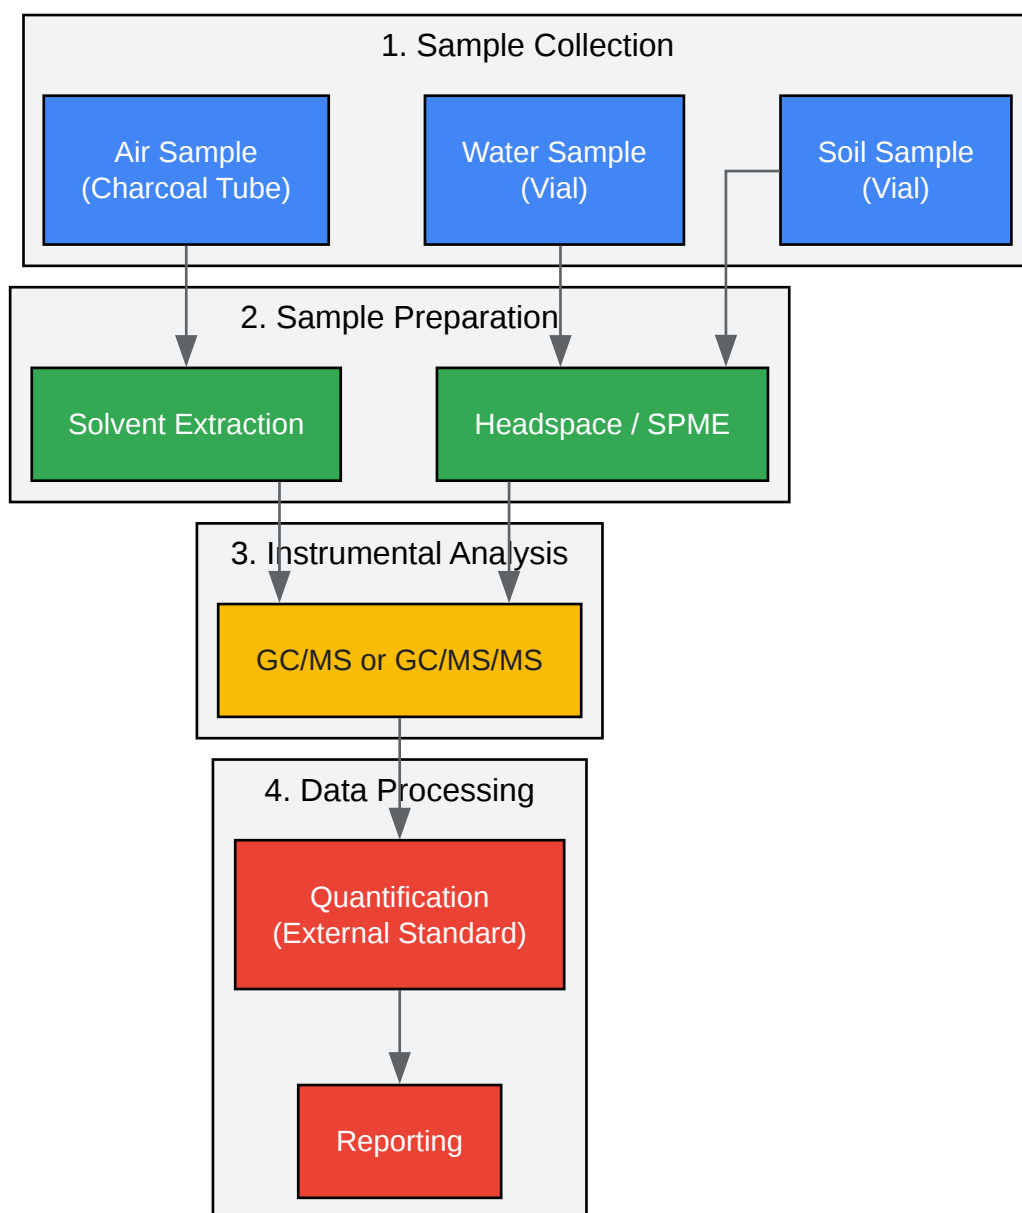 1. Sample Collection
Air Sample
(Charcoal Tube)
Water Sample
(Vial)
Soil Sample
(Vial)
2. Sample Preparation
Solvent Extraction
Headspace / SPME
3. Instrumental Analysis
GC/MS or GC/MS/MS
4. Data Processing
Quantification
(External Standard)
Reporting